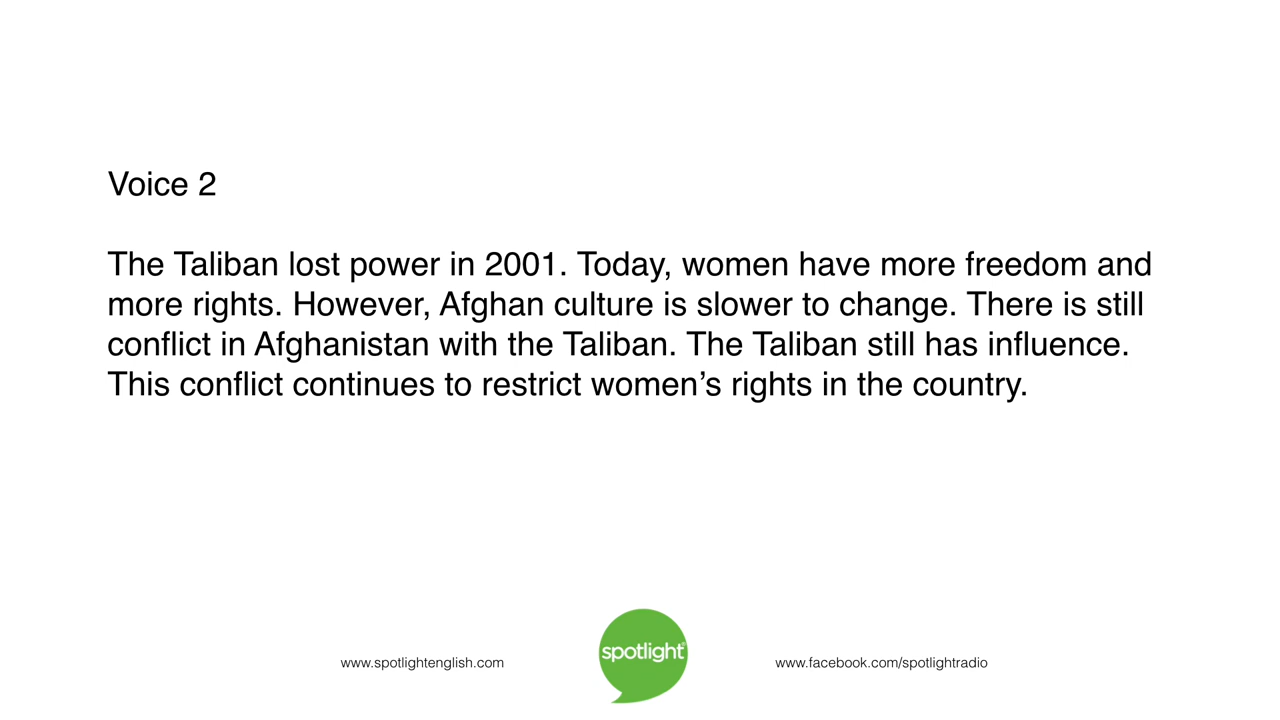 Voice 2
The Taliban lost power in 2001. Today, women have more freedom and
more rights. However, Afghan culture is slower to change. There is still
conflict in Afghanistan with the Taliban. The Taliban still has influence.
This conflict continues to restrict women’s rights in the country.
www.spotlightenglish.com
spotlight®
www.facebook.com/spotlightradio